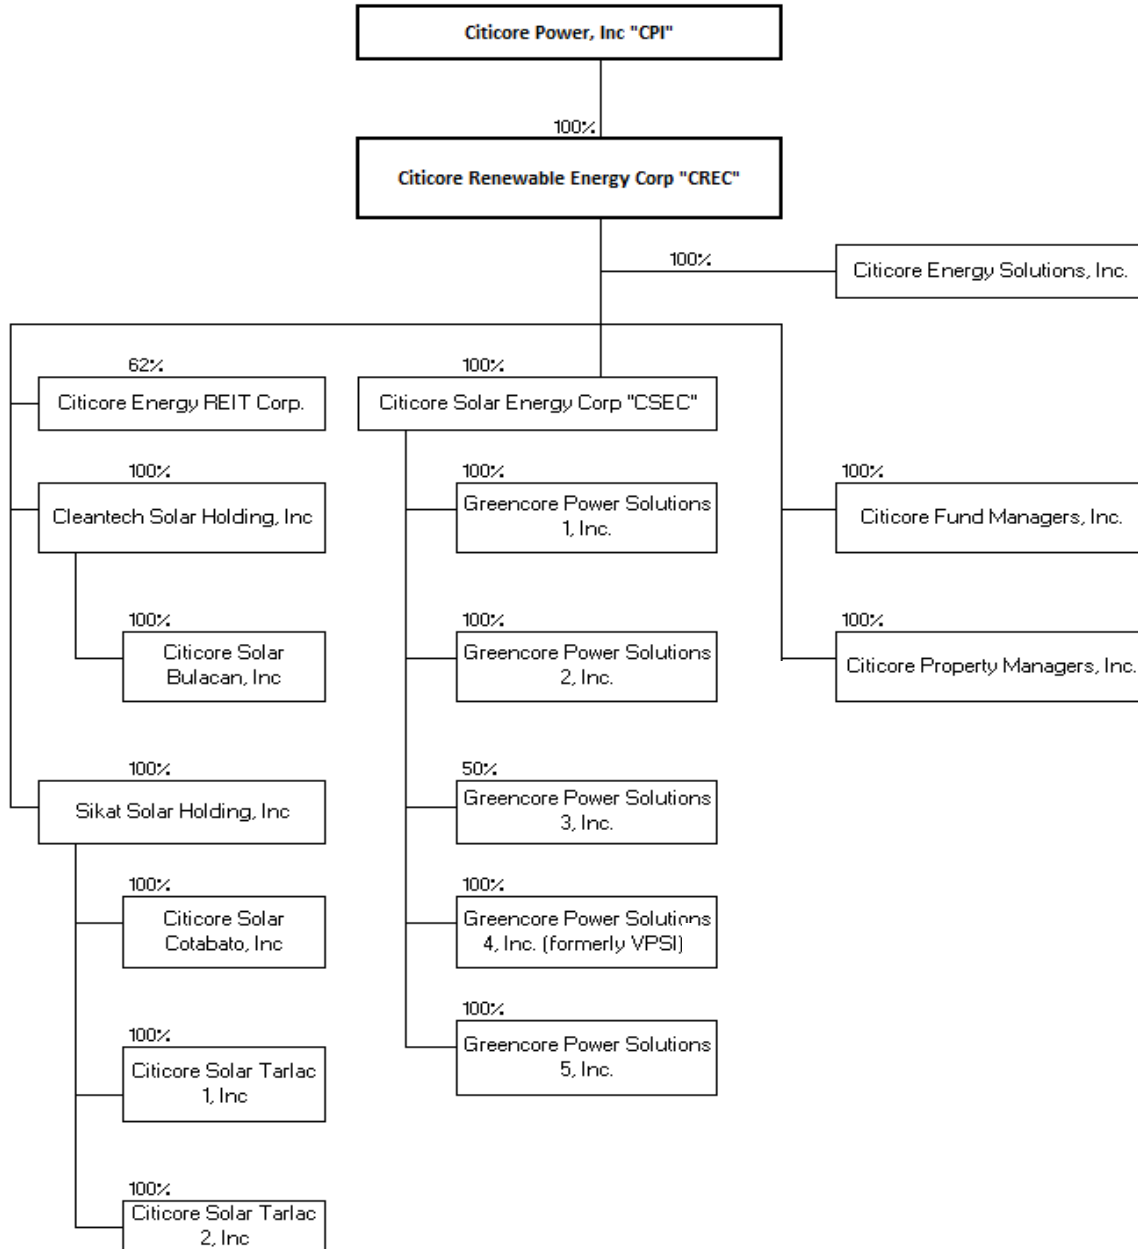 Citicore Power, Inc "CPI"
100%
Citicore Renewable Energy Corp "CREC"
100%
Citicore Energy Solutions, Inc.
62%
Citicore Energy REIT Corp.
100%
Cleantech Solar Holding, Inc
100%
Citicore Solar
Bulacan, Inc
100%
Sikat Solar Holding, Inc
100%
Citicore Solar
Cotabato, Inc
100%
Citicore Solar Tarlac
1, Inc
100%
Citicore Solar Tarlac
2, Inc
100%
Citicore Solar Energy Corp "CSEC"
100%
Greencore Power Solutions
1, Inc.
100%
Greencore Power Solutions
2, Inc.
50%
Greencore Power Solutions
3, Inc.
100%
Greencore Power Solutions
4, Inc. (formerly VPSI)
100%
Greencore Power Solutions
5, Inc.
100%
Citicore Fund Managers, Inc.
100%
Citicore Property Managers, Inc.